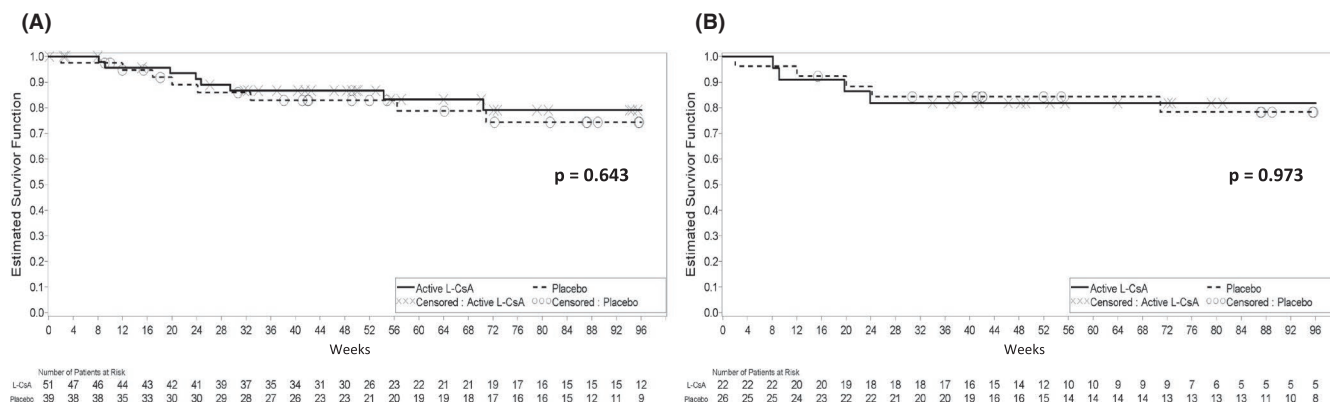 (A)
Estimated Survivor Function
1.0
0.9
0.8
0.7
0.6
0.5
0.4
0.3
0.2
0.1
0.0
p = 0.643
Active L-CsA Placebo
Censored : Active L-CsA Censored : Placebo
0 4 8 12 16 20 24 28 32 36 40 44 48 52 56 60 64 68 72 76 80 84 88 92 96
Weeks
Number of Patients at Risk
L-CsA 51 47 46 44 43 42 41 39 37 35 34 31 30 26 23 22 21 21 19 17 16 15 15 15 12
Placebo 39 38 38 35 33 30 30 29 28 27 26 23 23 21 20 19 19 18 17 16 16 15 12 11 9
(B)
Estimated Survivor Function
1.0
0.9
0.8
0.7
0.6
0.5
0.4
0.3
0.2
0.1
0.0
p = 0.973
Active L-CsA Placebo
Censored : Active L-CsA Censored : Placebo
0 4 8 12 16 20 24 28 32 36 40 44 48 52 56 60 64 68 72 76 80 84 88 92 96
Weeks
Number of Patients at Risk
L-CsA 22 22 22 20 20 19 18 18 18 17 16 15 14 12 10 10 9 9 9 7 6 5 5 5 5
Placebo 26 25 25 24 23 22 22 21 20 20 19 16 16 15 14 14 14 14 13 13 13 13 11 10 8